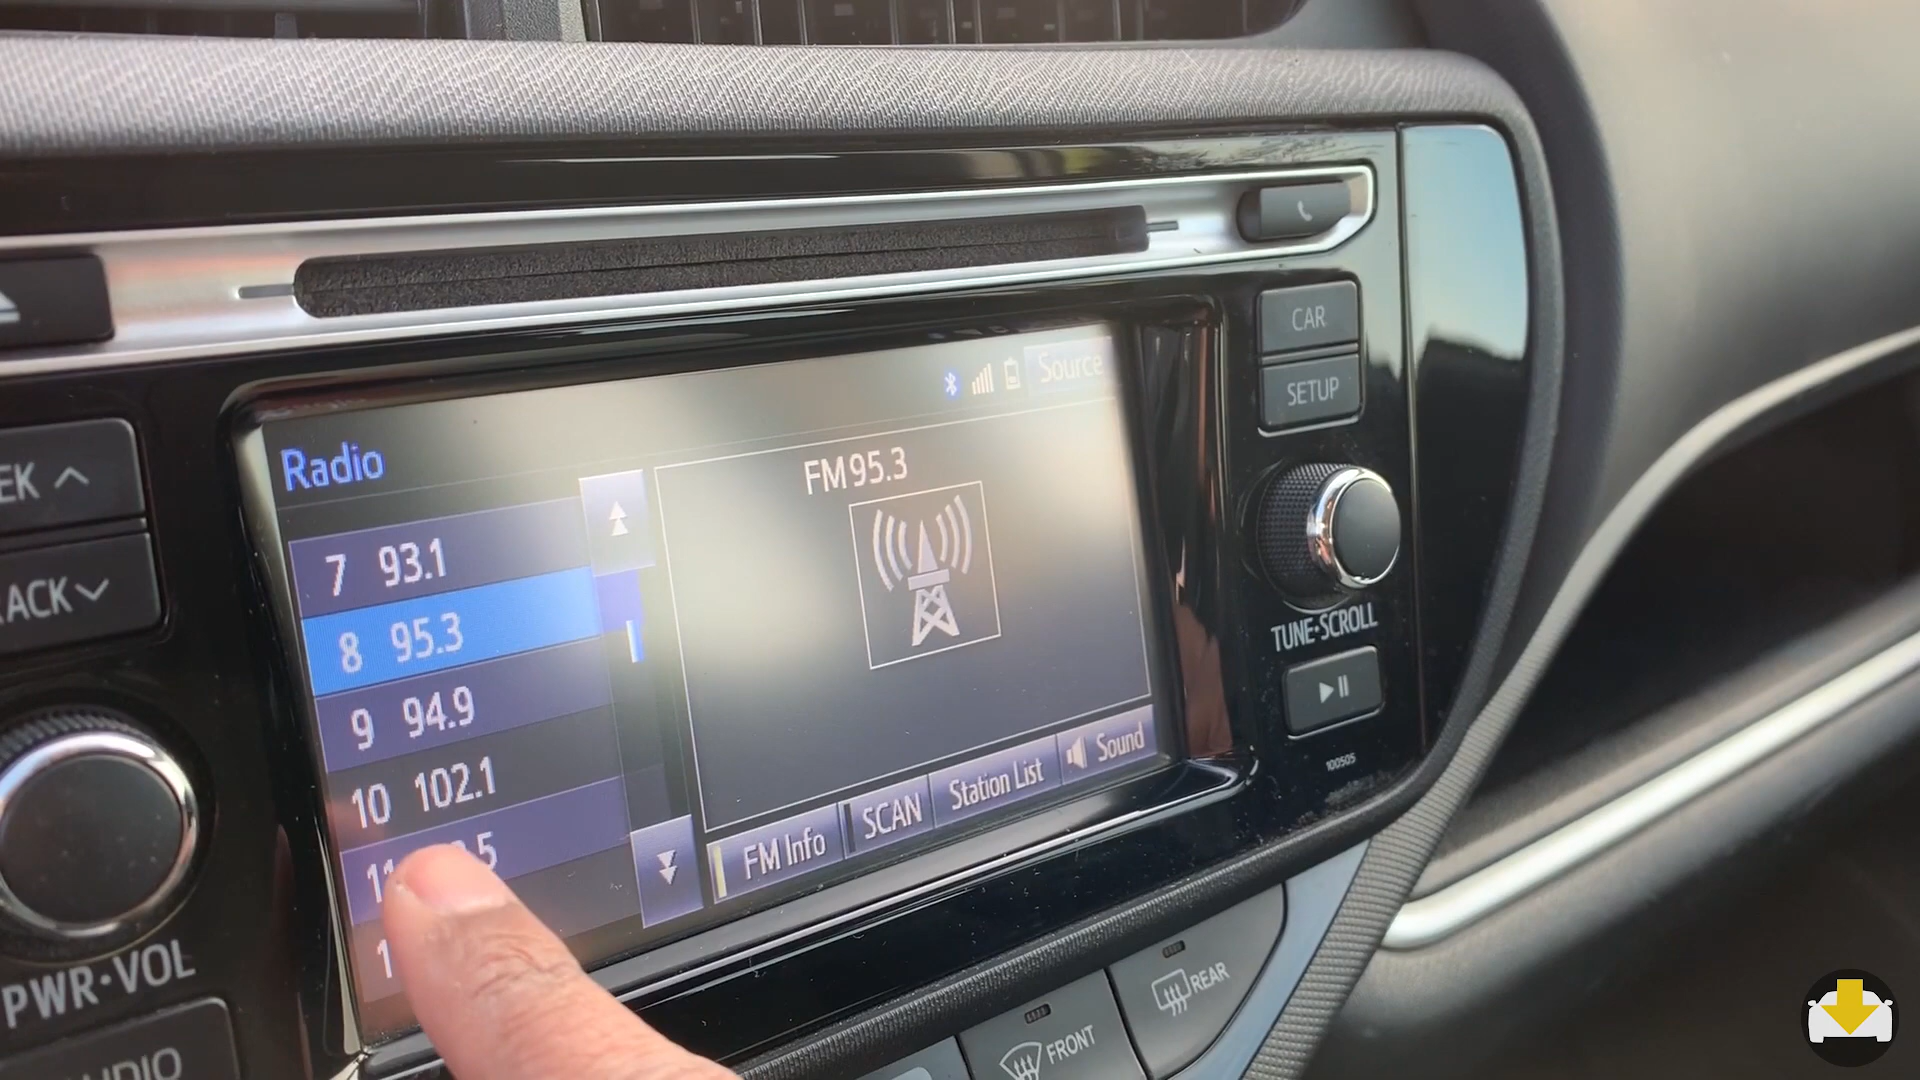 CAR
SETUP
Source
Radio
FM 95.3
7 93.1
8 95.3
9 94.9
10 102.1
11
FM Info
SCAN
Station List
Sound
TUNE·SCROLL
100505
PWR·VOL
REAR
FRONT